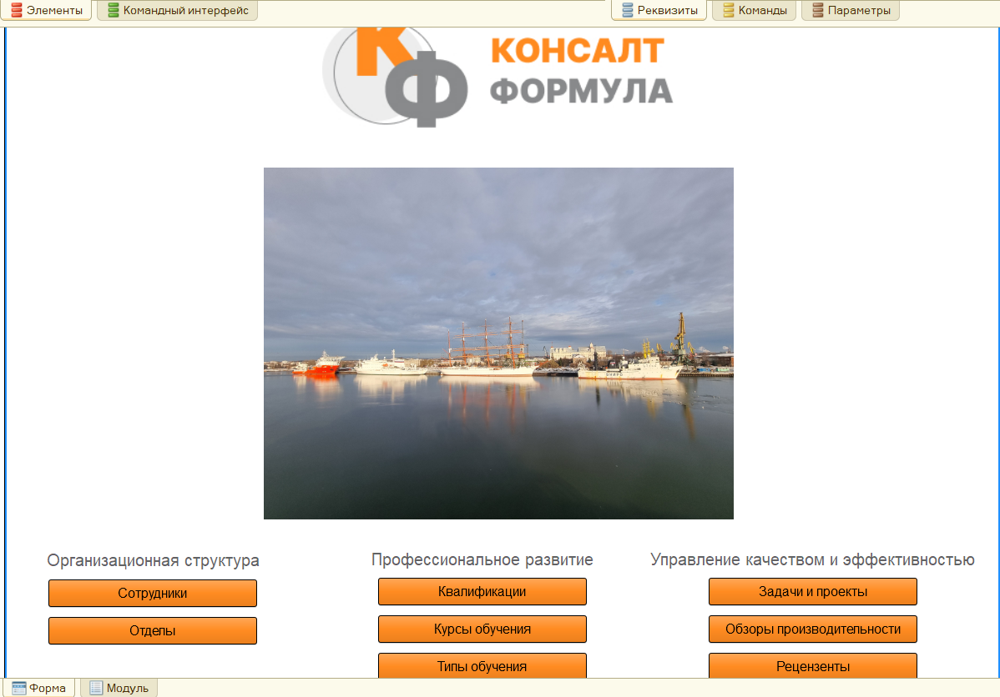 Элементы
Командный интерфейс
Реквизиты
Команды
Параметры
КФ
КОНСАЛТ
ФОРМУЛА
Организационная структура
Сотрудники
Отделы
Профессиональное развитие
Квалификации
Курсы обучения
Типы обучения
Управление качеством и эффективностью
Задачи и проекты
Обзоры производительности
Рецензенты
Форма
Модуль